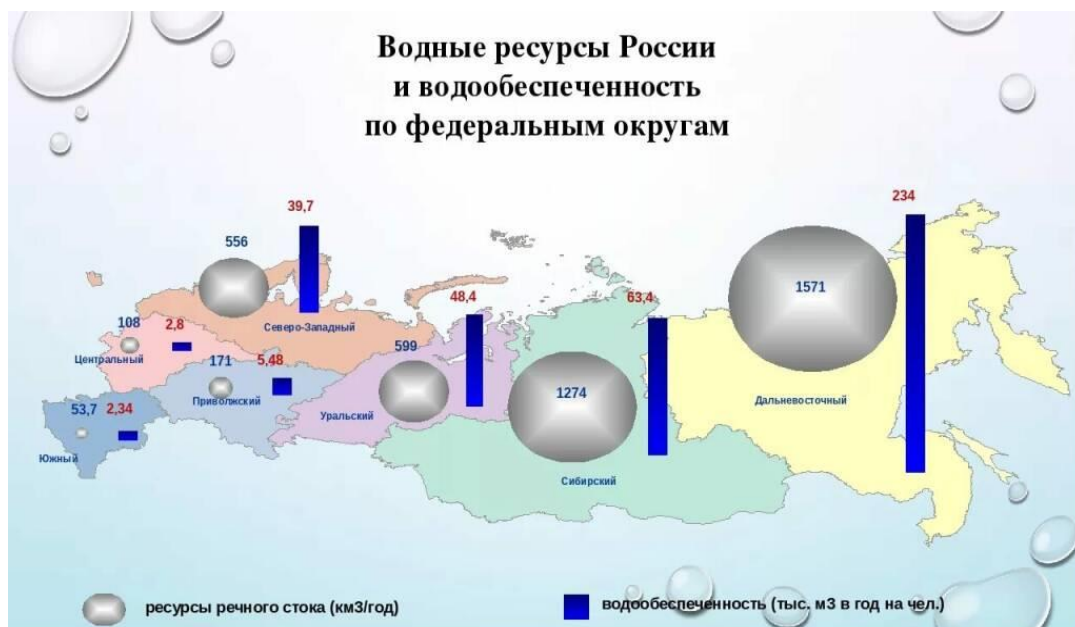 Водные ресурсы России
и водообеспеченность
по федеральным округам
234
39,7
556
1571
48,4
63,4
108
2,8
Северо-Западный
Центральный
171
5,48
599
1274
53,7
2,34
Приволжский
Уральский
Дальневосточный
Южный
Сибирский
ресурсы речного стока (км3/год)
водообеспеченность (тыс. м3 в год на чел.)